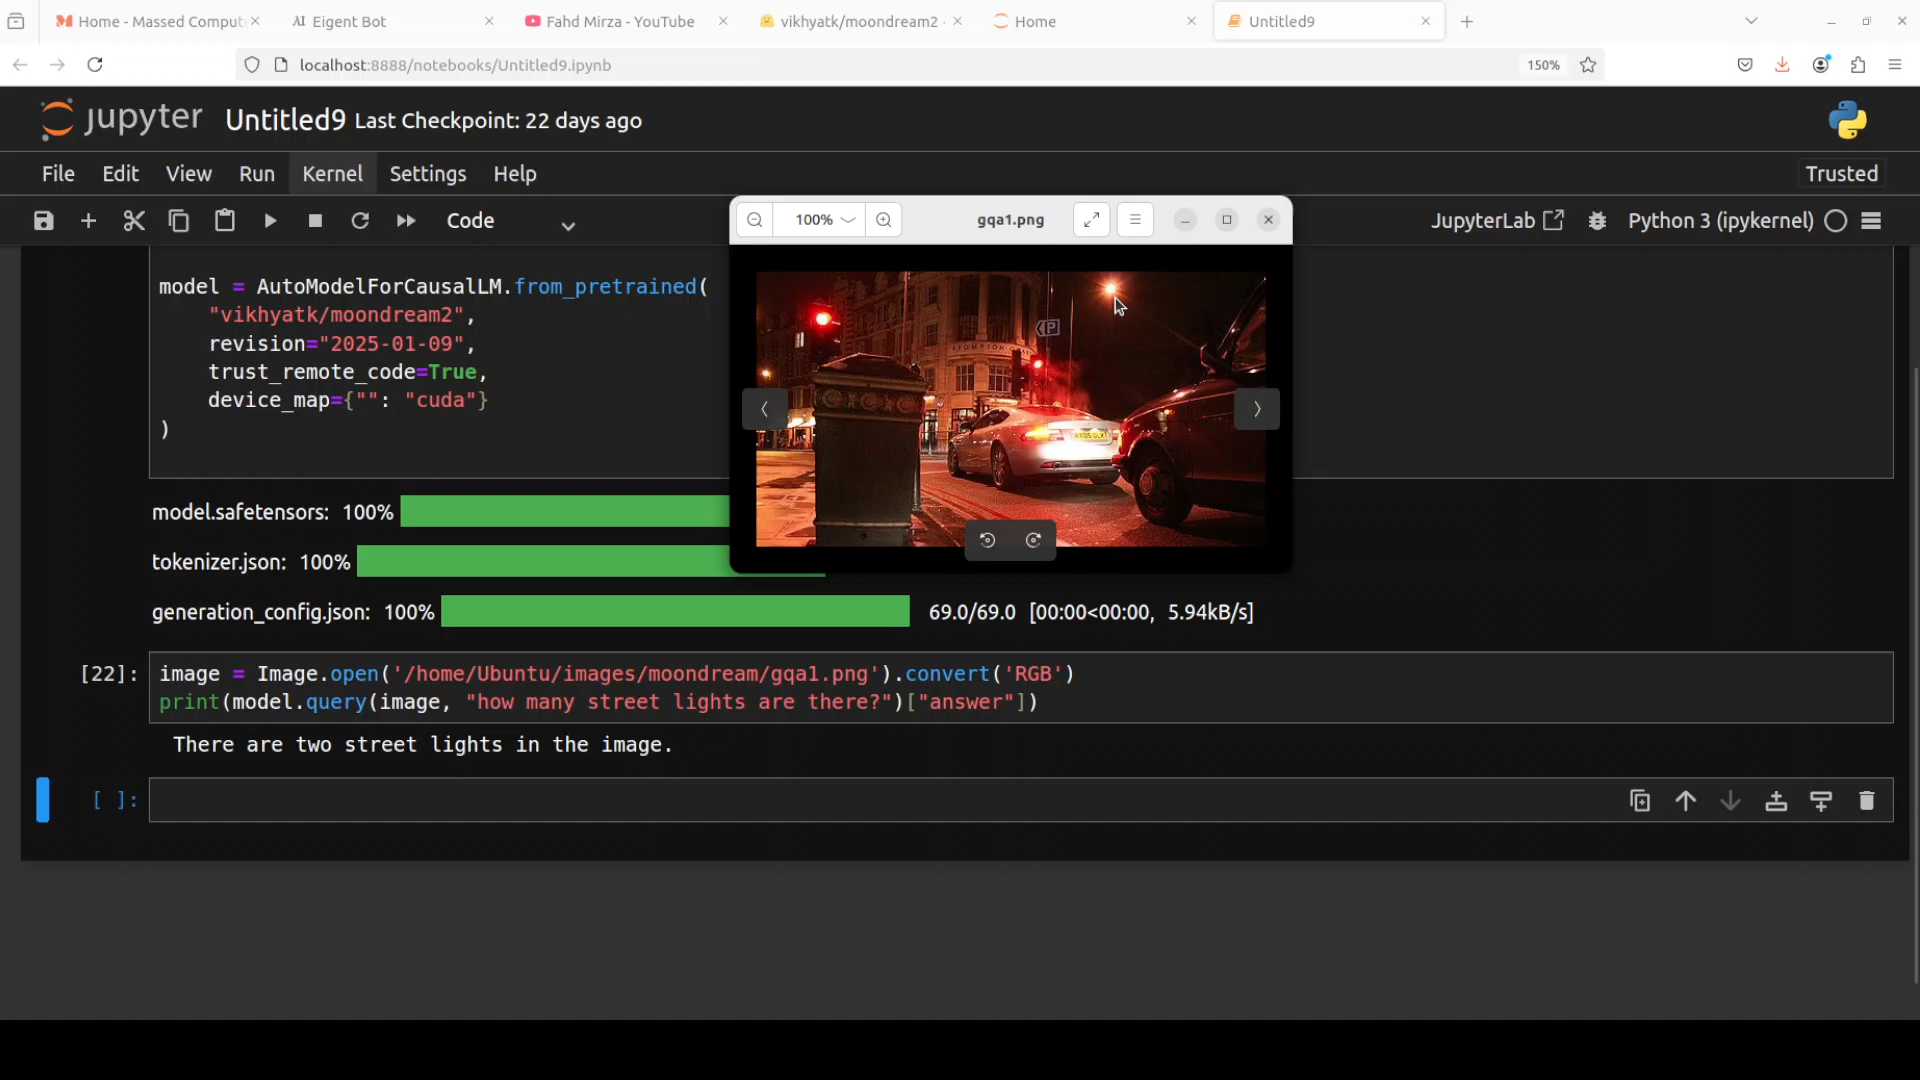 Home - Massed Comput
AI Eigent Bot
Fahd Mirza - YouTube
vikhyatk/moondream2 ·
Home
Untitled9
localhost:8888/notebooks/Untitled9.ipynb
150%
jupyter Untitled9 Last Checkpoint: 22 days ago
File Edit View Run Kernel Settings Help
Trusted
Code
JupyterLab
Python 3 (ipykernel)
100%
gqa1.png
P
model = AutoModelForCausalLM.from_pretrained(
"vikhyatk/moondream2",
revision="2025-01-09",
trust_remote_code=True,
device_map={"": "cuda"}
)
model.safetensors: 100%
tokenizer.json: 100%
generation_config.json: 100% 69.0/69.0 [00:00<00:00, 5.94kB/s]
[22]: image = Image.open('/home/Ubuntu/images/moondream/gqa1.png').convert('RGB')
print(model.query(image, "how many street lights are there?")["answer"])
There are two street lights in the image.
[ ]: